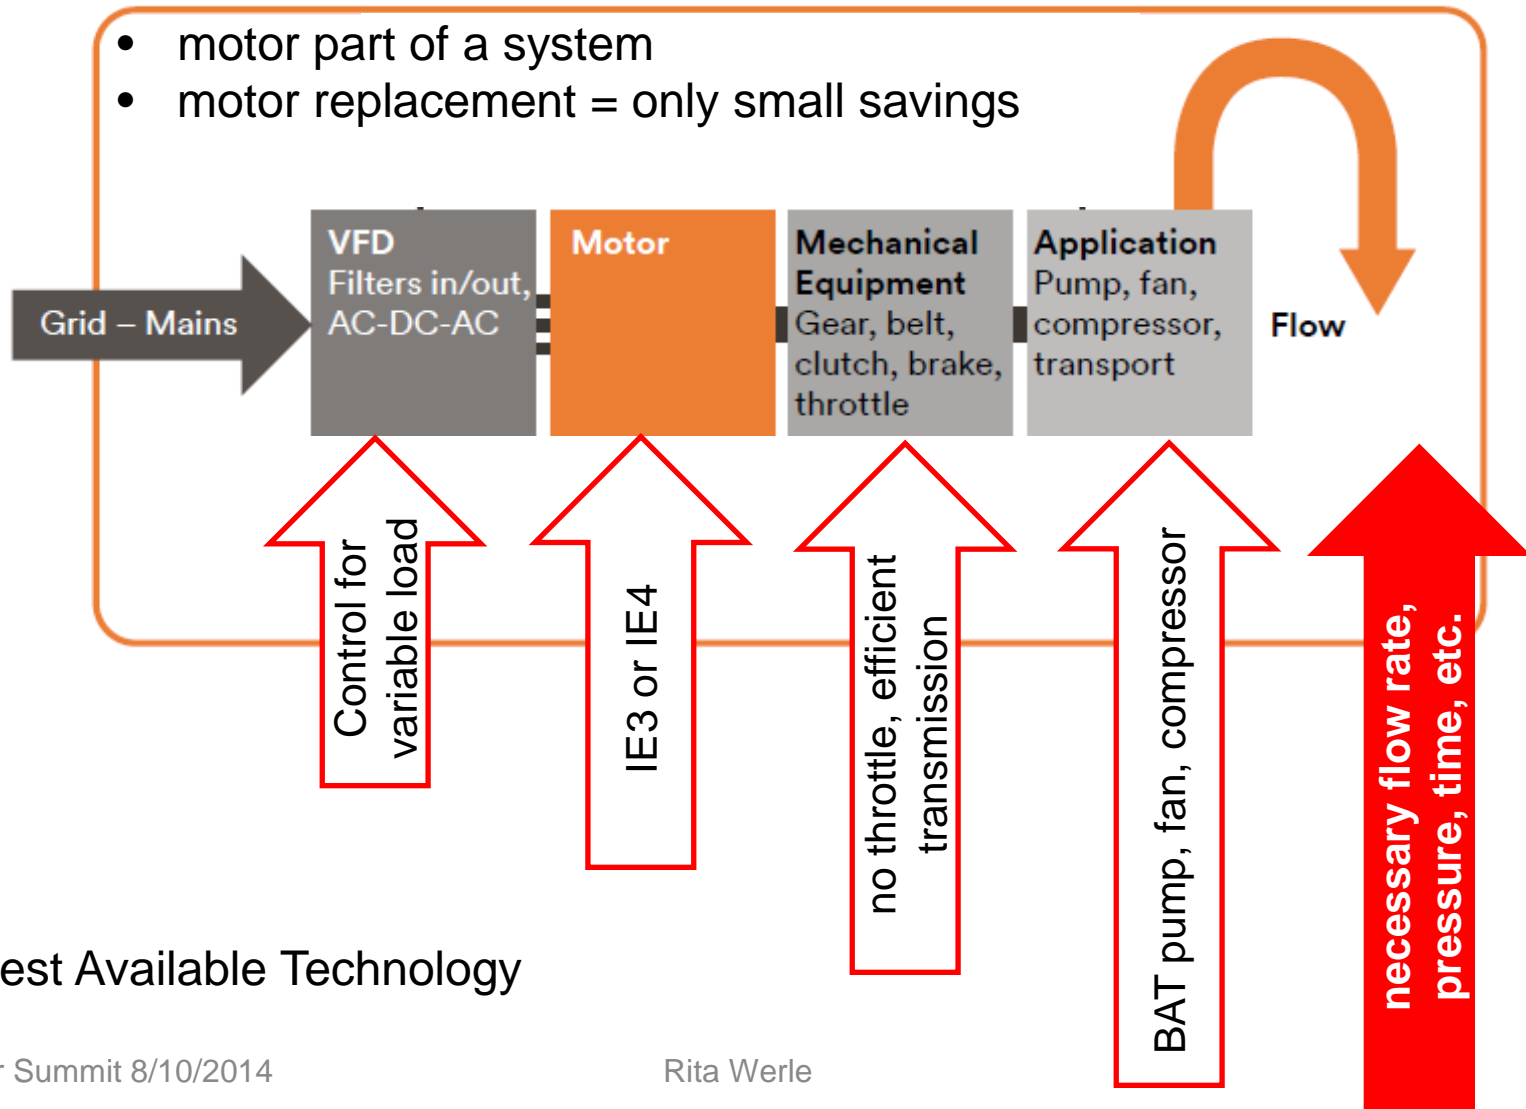 • motor part of a system
• motor replacement = only small savings
Grid – Mains
VFD
Filters in/out,
AC-DC-AC
Motor
Mechanical
Equipment
Gear, belt,
clutch, brake,
throttle
Application
Pump, fan,
compressor,
transport
Flow
Control for
variable load
IE3 or IE4
no throttle, efficient
transmission
BAT pump, fan, compressor
necessary flow rate,
pressure, time, etc.
est Available Technology
r Summit 8/10/2014
Rita Werle